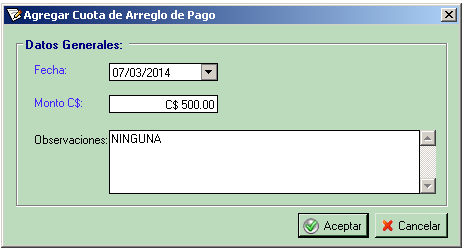 Agregar Cuota de Arreglo de Pago
Datos Generales:
Fecha: 07/03/2014
Monto C$: C$ 500.00
Observaciones: NINGUNA
Aceptar Cancelar